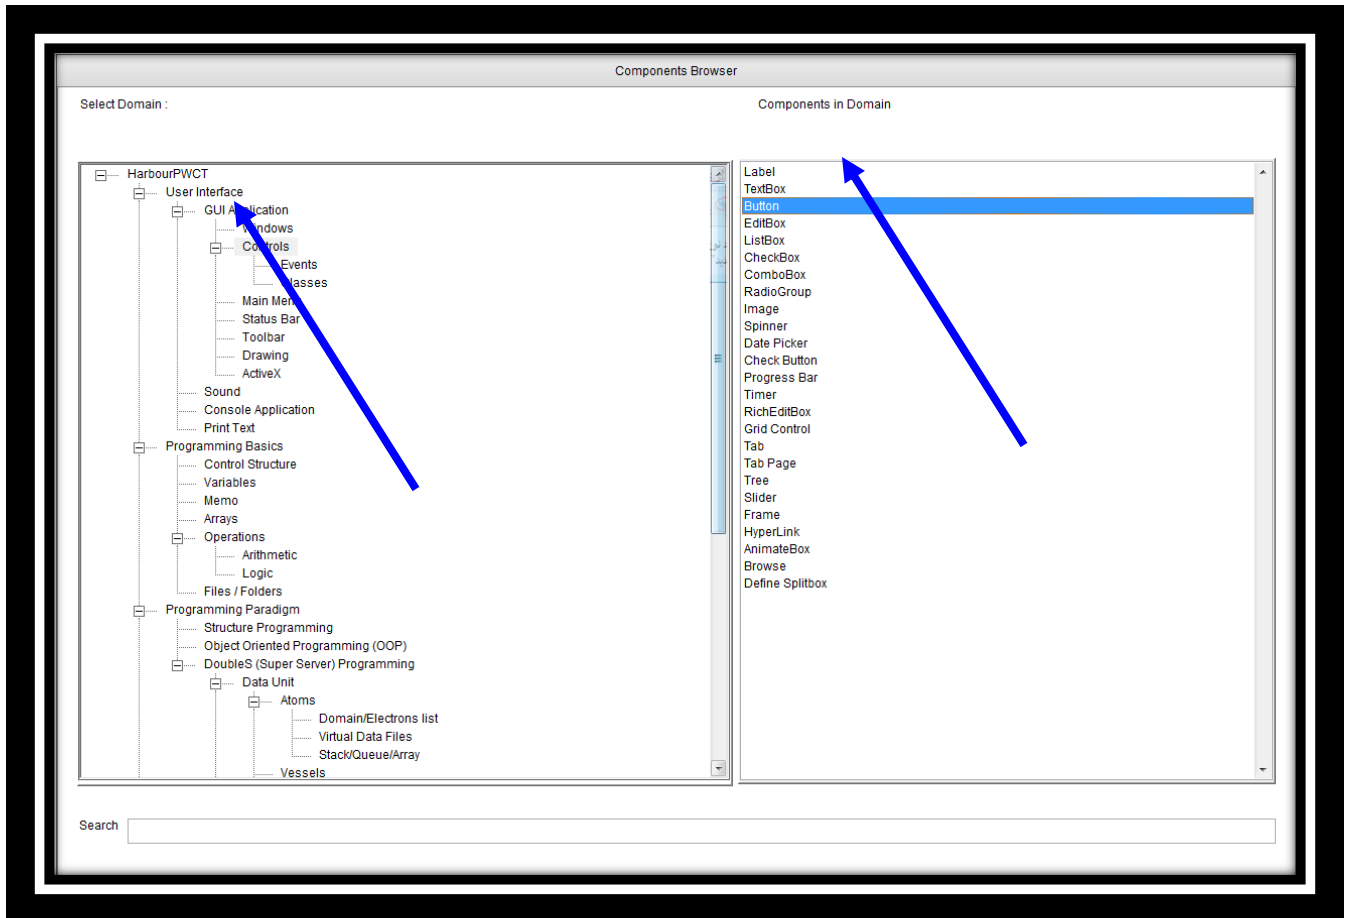 Components Browser
Select Domain :
Components in Domain
HarbourPWCT
User Interface
GUI Application
Windows
Controls
Events
Classes
Main Menu
Status Bar
Toolbar
Drawing
ActiveX
Sound
Console Application
Print Text
Programming Basics
Control Structure
Variables
Memo
Arrays
Operations
Arithmetic
Logic
Files / Folders
Programming Paradigm
Structure Programming
Object Oriented Programming (OOP)
DoubleS (Super Server) Programming
Data Unit
Atoms
Domain/Electrons list
Virtual Data Files
Stack/Queue/Array
Vessels
Label
TextBox
Button
EditBox
ListBox
CheckBox
ComboBox
RadioGroup
Image
Spinner
Date Picker
Check Button
Progress Bar
Timer
RichEditBox
Grid Control
Tab
Tab Page
Tree
Slider
Frame
HyperLink
AnimateBox
Browse
Define Splitbox
Search